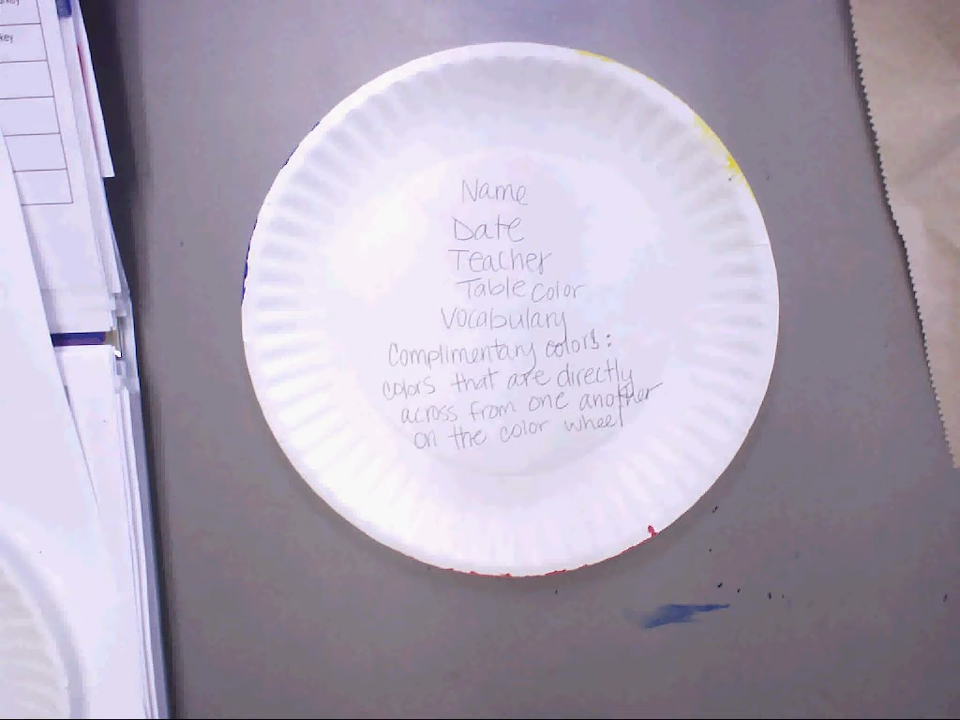 key
Name
Date
Teacher
Table Color
Vocabulary
Complimentary colors:
colors that are directly
across from one another
on the color wheel